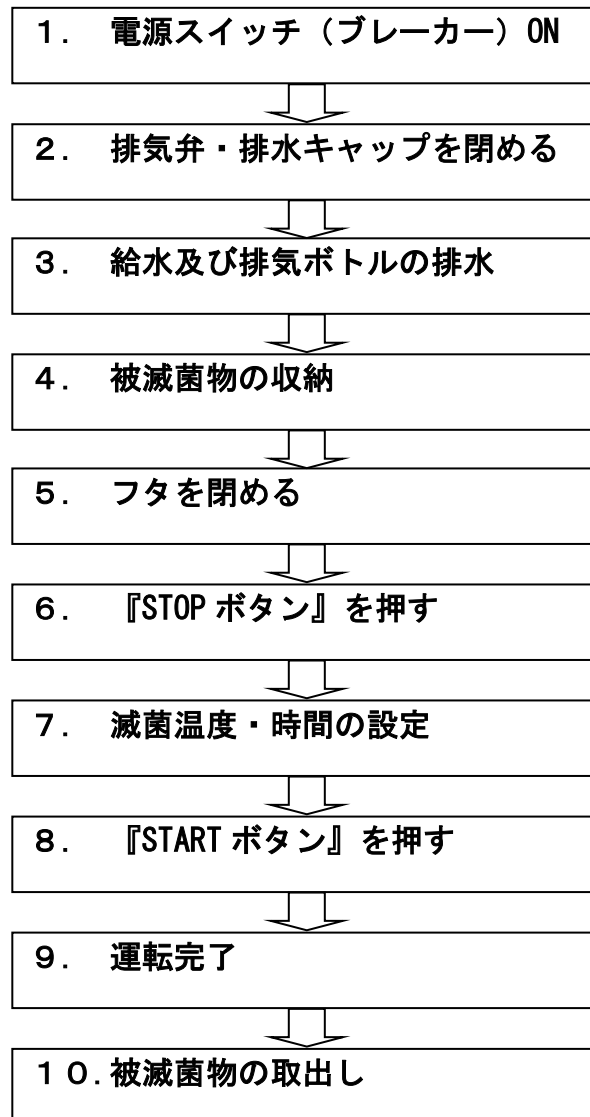 １． 電源スイッチ（ブレーカー）ON
２． 排気弁・排水キャップを閉める
３． 給水及び排気ボトルの排水
４． 被滅菌物の収納
５． フタを閉める
６． 『STOP ボタン』を押す
７． 滅菌温度・時間の設定
８． 『START ボタン』を押す
９． 運転完了
１０．被滅菌物の取出し